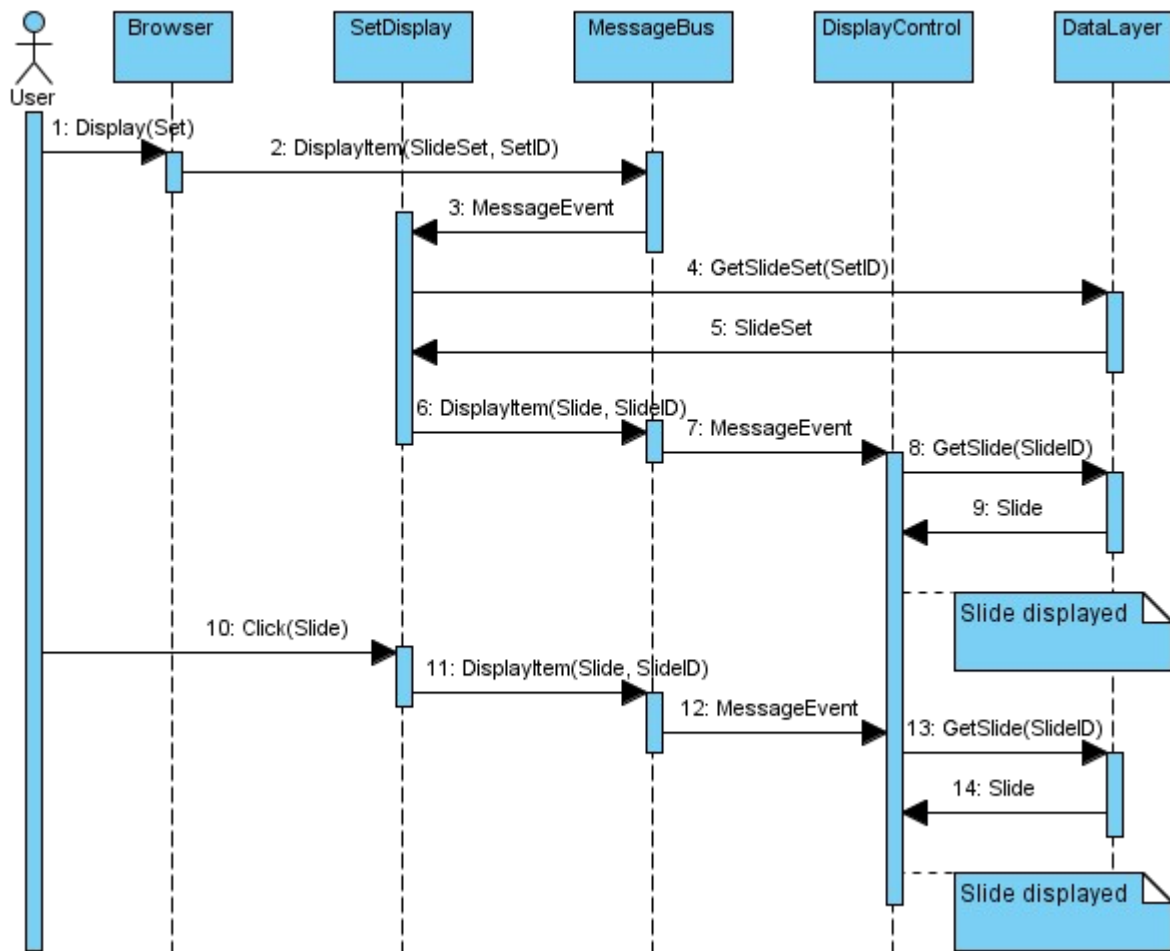 Browser
SetDisplay
MessageBus
DisplayControl
DataLayer
User
1: Display(Set)
2: DisplayItem(SlideSet, SetID)
3: MessageEvent
4: GetSlideSet(SetID)
5: SlideSet
6: DisplayItem(Slide, SlideID)
7: MessageEvent
8: GetSlide(SlideID)
9: Slide
Slide displayed
10: Click(Slide)
11: DisplayItem(Slide, SlideID)
12: MessageEvent
13: GetSlide(SlideID)
14: Slide
Slide displayed